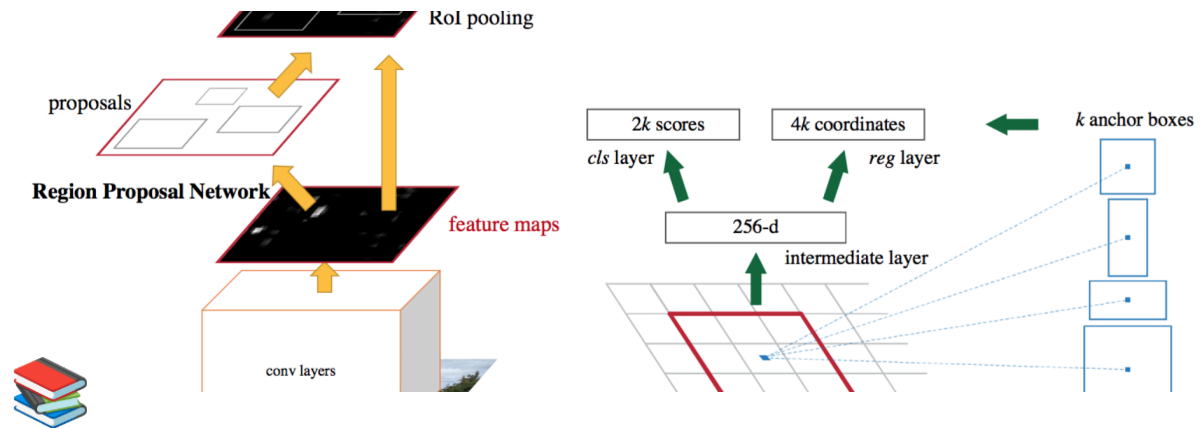 RoI pooling
proposals
Region Proposal Network
feature maps
conv layers
2k scores
4k coordinates
k anchor boxes
cls layer
reg layer
256-d
intermediate layer